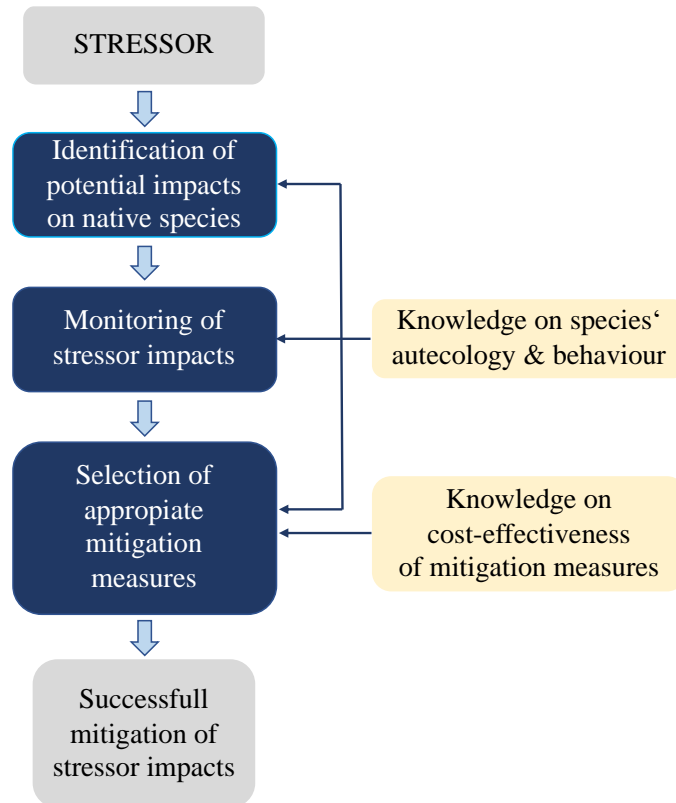 STRESSOR
Identification of
potential impacts
on native species
Monitoring of
stressor impacts
Knowledge on species‘
autecology & behaviour
Selection of
appropiate
mitigation
measures
Knowledge on
cost-effectiveness
of mitigation measures
Successfull
mitigation of
stressor impacts